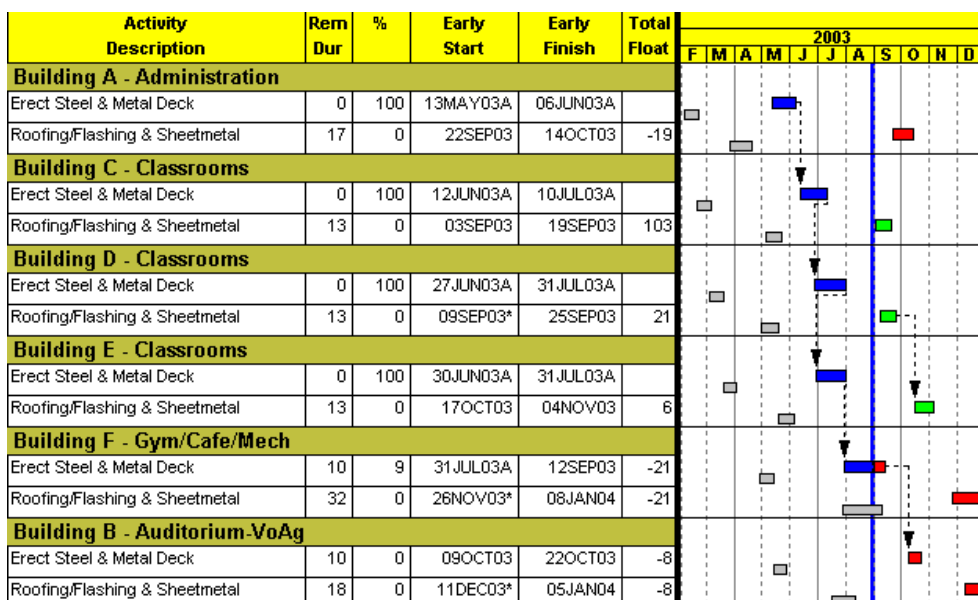 Activity Description Rem Dur % Early Start Early Finish Total Float 2003
F M A M J J A S O N D
Building A - Administration
Erect Steel & Metal Deck 0 100 13MAY03A 06JUN03A
Roofing/Flashing & Sheetmetal 17 0 22SEP03 14OCT03 -19
Building C - Classrooms
Erect Steel & Metal Deck 0 100 12JUN03A 10JUL03A
Roofing/Flashing & Sheetmetal 13 0 03SEP03 19SEP03 103
Building D - Classrooms
Erect Steel & Metal Deck 0 100 27JUN03A 31JUL03A
Roofing/Flashing & Sheetmetal 13 0 09SEP03* 25SEP03 21
Building E - Classrooms
Erect Steel & Metal Deck 0 100 30JUN03A 31JUL03A
Roofing/Flashing & Sheetmetal 13 0 17OCT03 04NOV03 6
Building F - Gym/Cafe/Mech
Erect Steel & Metal Deck 10 9 31JUL03A 12SEP03 -21
Roofing/Flashing & Sheetmetal 32 0 26NOV03* 08JAN04 -21
Building B - Auditorium-VoAg
Erect Steel & Metal Deck 10 0 09OCT03 22OCT03 -8
Roofing/Flashing & Sheetmetal 18 0 11DEC03* 05JAN04 -8